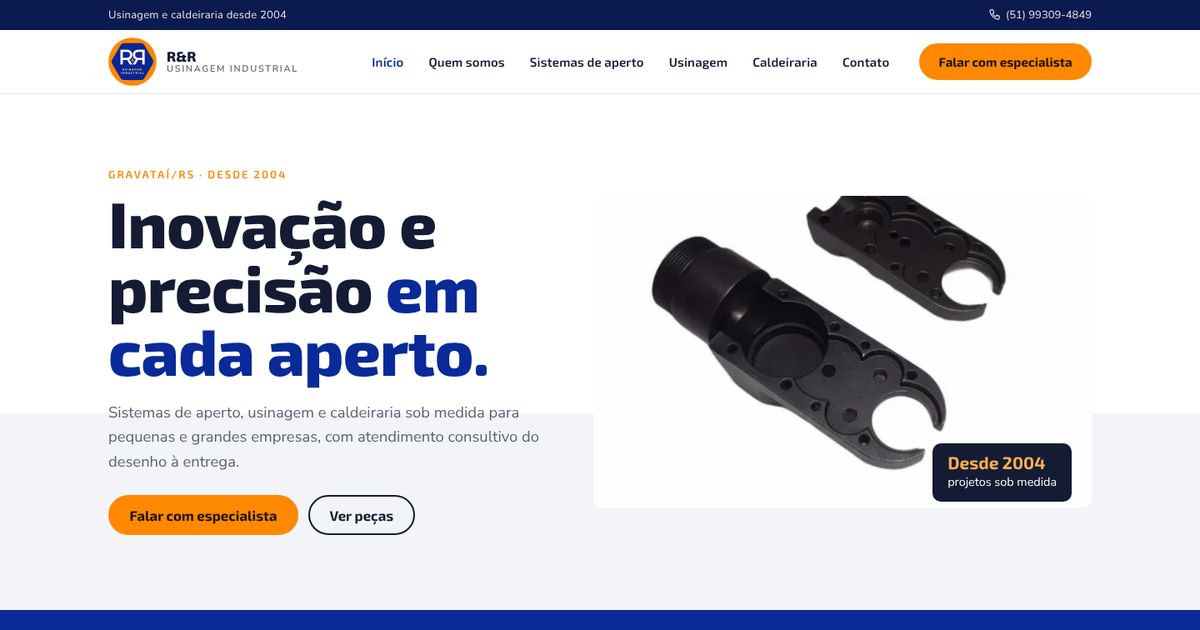 Usinagem e caldeiraria desde 2004
(51) 99309-4849
R&R
USINAGEM
INDUSTRIAL
R&R
USINAGEM INDUSTRIAL
Início
Quem somos
Sistemas de aperto
Usinagem
Caldeiraria
Contato
Falar com especialista
GRAVATAÍ/RS · DESDE 2004
Inovação e
precisão em
cada aperto.
Sistemas de aperto, usinagem e caldeiraria sob medida para
pequenas e grandes empresas, com atendimento consultivo do
desenho à entrega.
Falar com especialista
Ver peças
Desde 2004
projetos sob medida